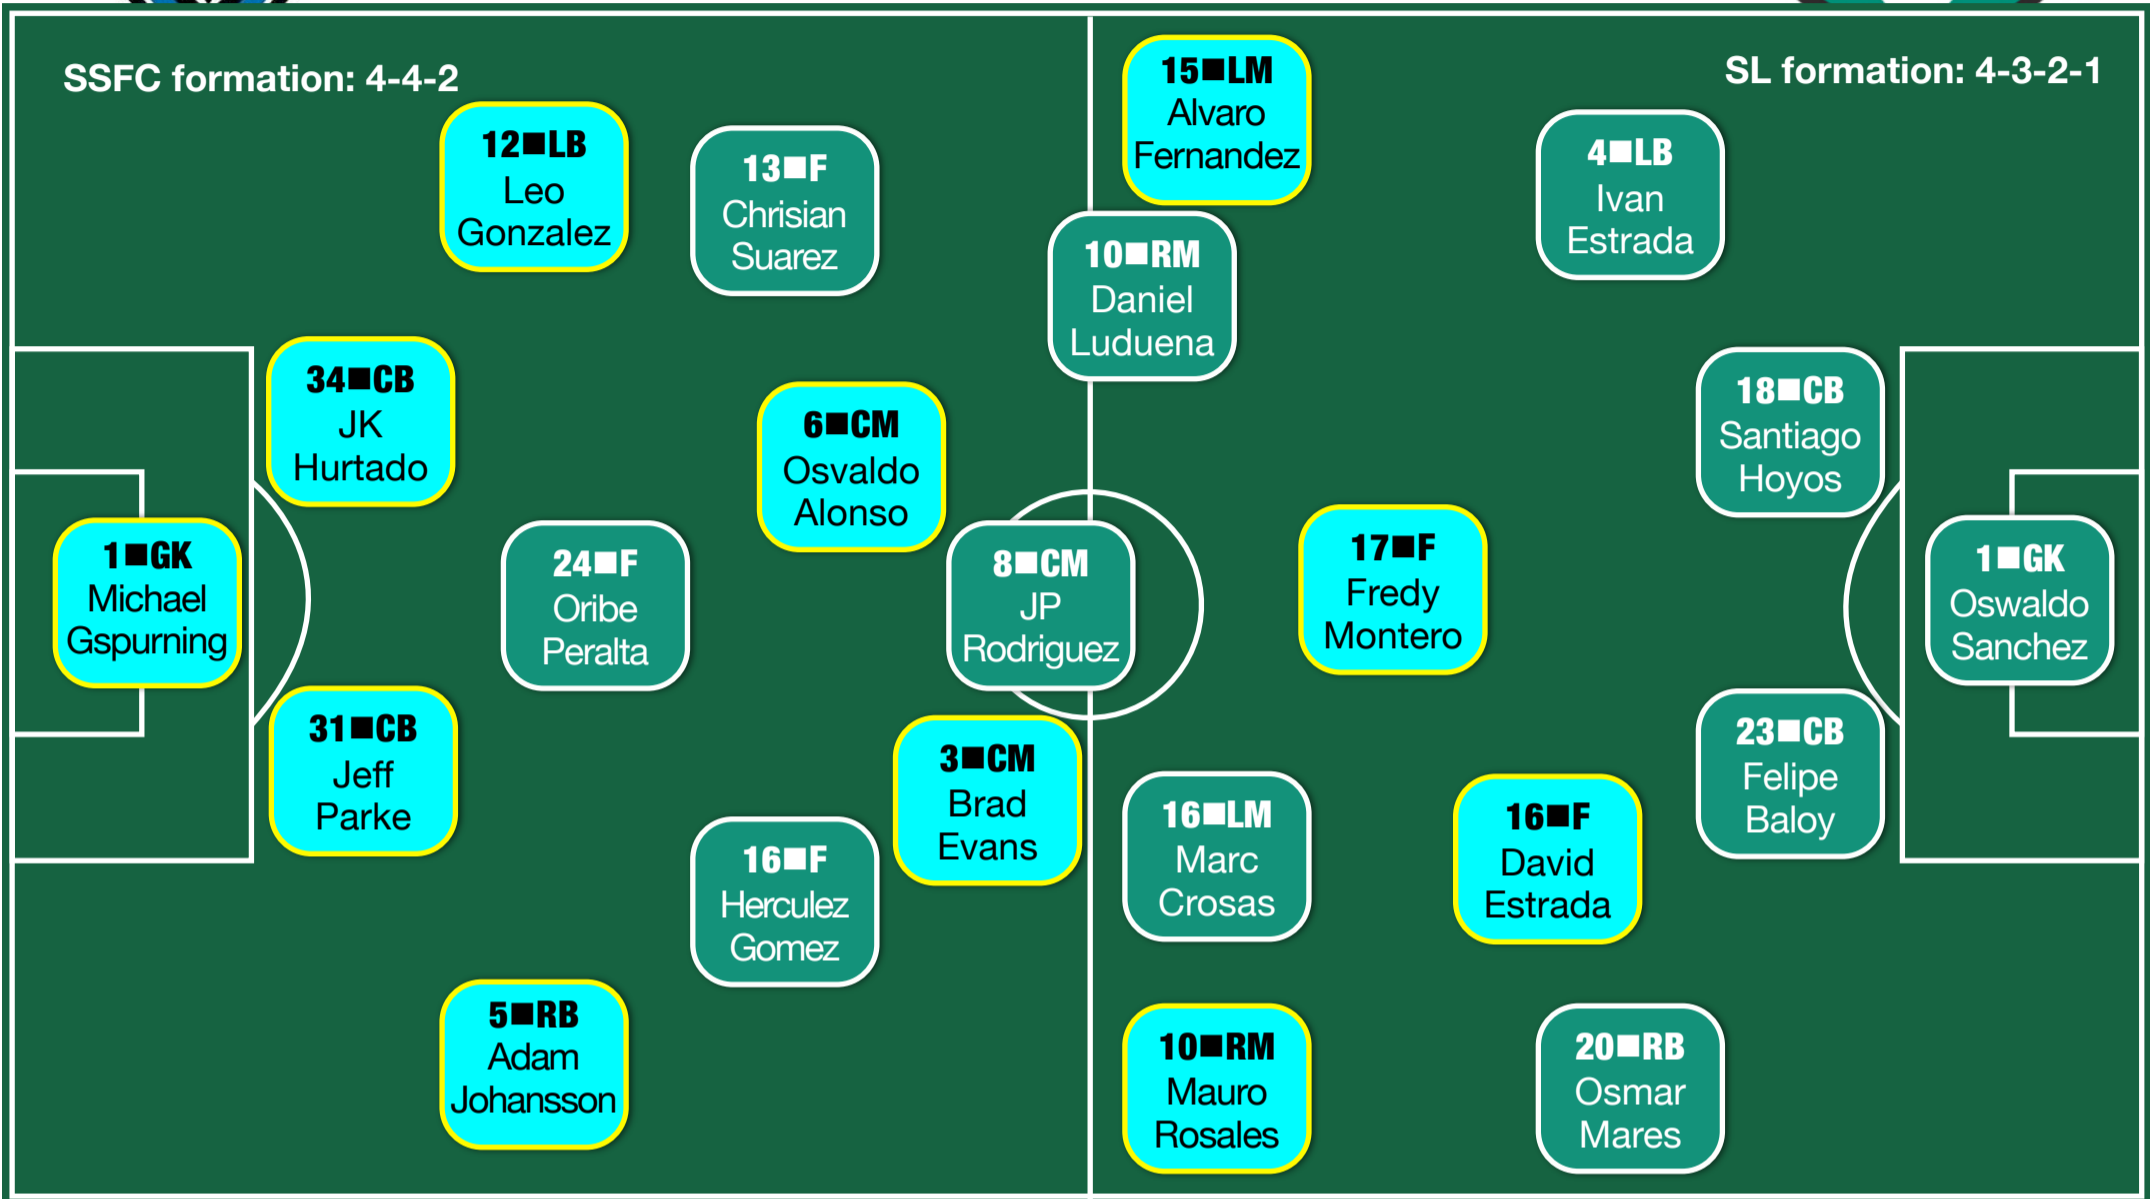 SSFC formation: 4-4-2
SL formation: 4-3-2-1
15■LM
Alvaro
Fernandez
12■LB
Leo
Gonzalez
13■F
Chrisian
Suarez
4■LB
Ivan
Estrada
10■RM
Daniel
Luduena
34■CB
JK
Hurtado
6■CM
Osvaldo
Alonso
18■CB
Santiago
Hoyos
1■GK
Michael
Gspurning
24■F
Oribe
Peralta
8■CM
JP
Rodriguez
17■F
Fredy
Montero
1■GK
Oswaldo
Sanchez
31■CB
Jeff
Parke
3■CM
Brad
Evans
23■CB
Felipe
Baloy
16■F
Herculez
Gomez
16■LM
Marc
Crosas
16■F
David
Estrada
5■RB
Adam
Johansson
10■RM
Mauro
Rosales
20■RB
Osmar
Mares